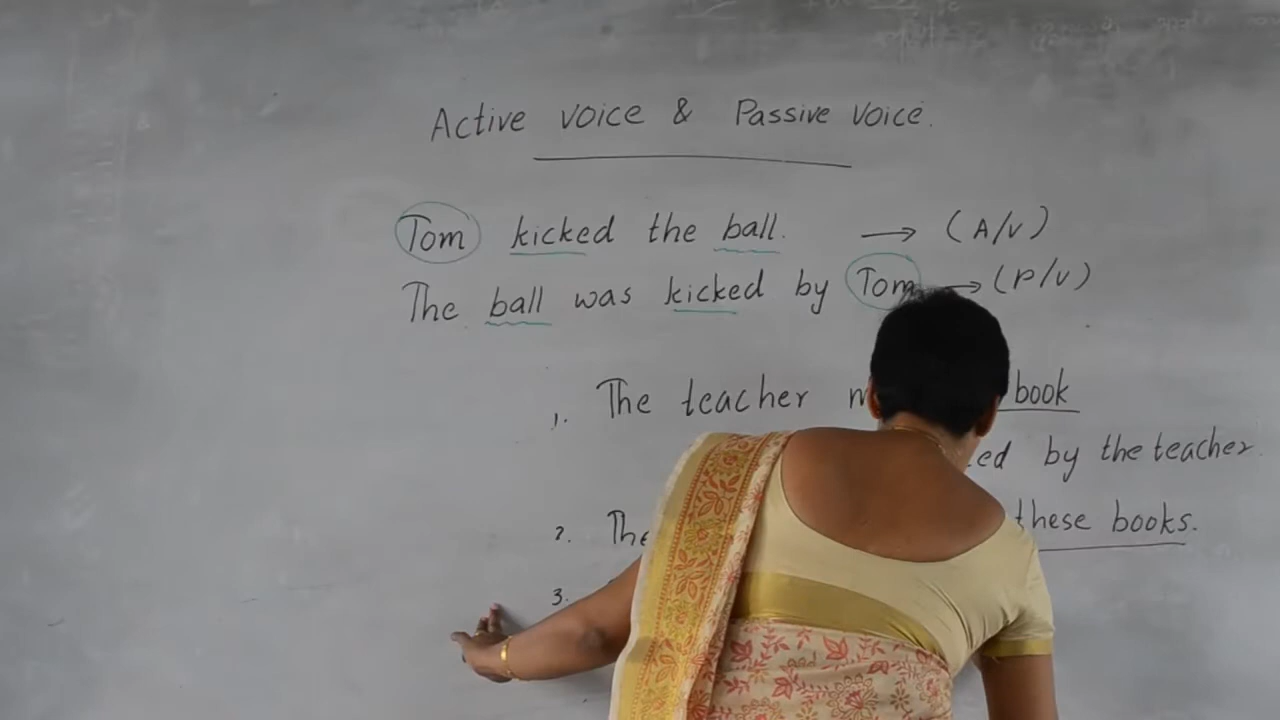 Active voice & Passive voice.
Tom kicked the ball. → (A/V)
The ball was kicked by Tom → (P/V)
1. The teacher book
by the teacher.
2. these books.
3.